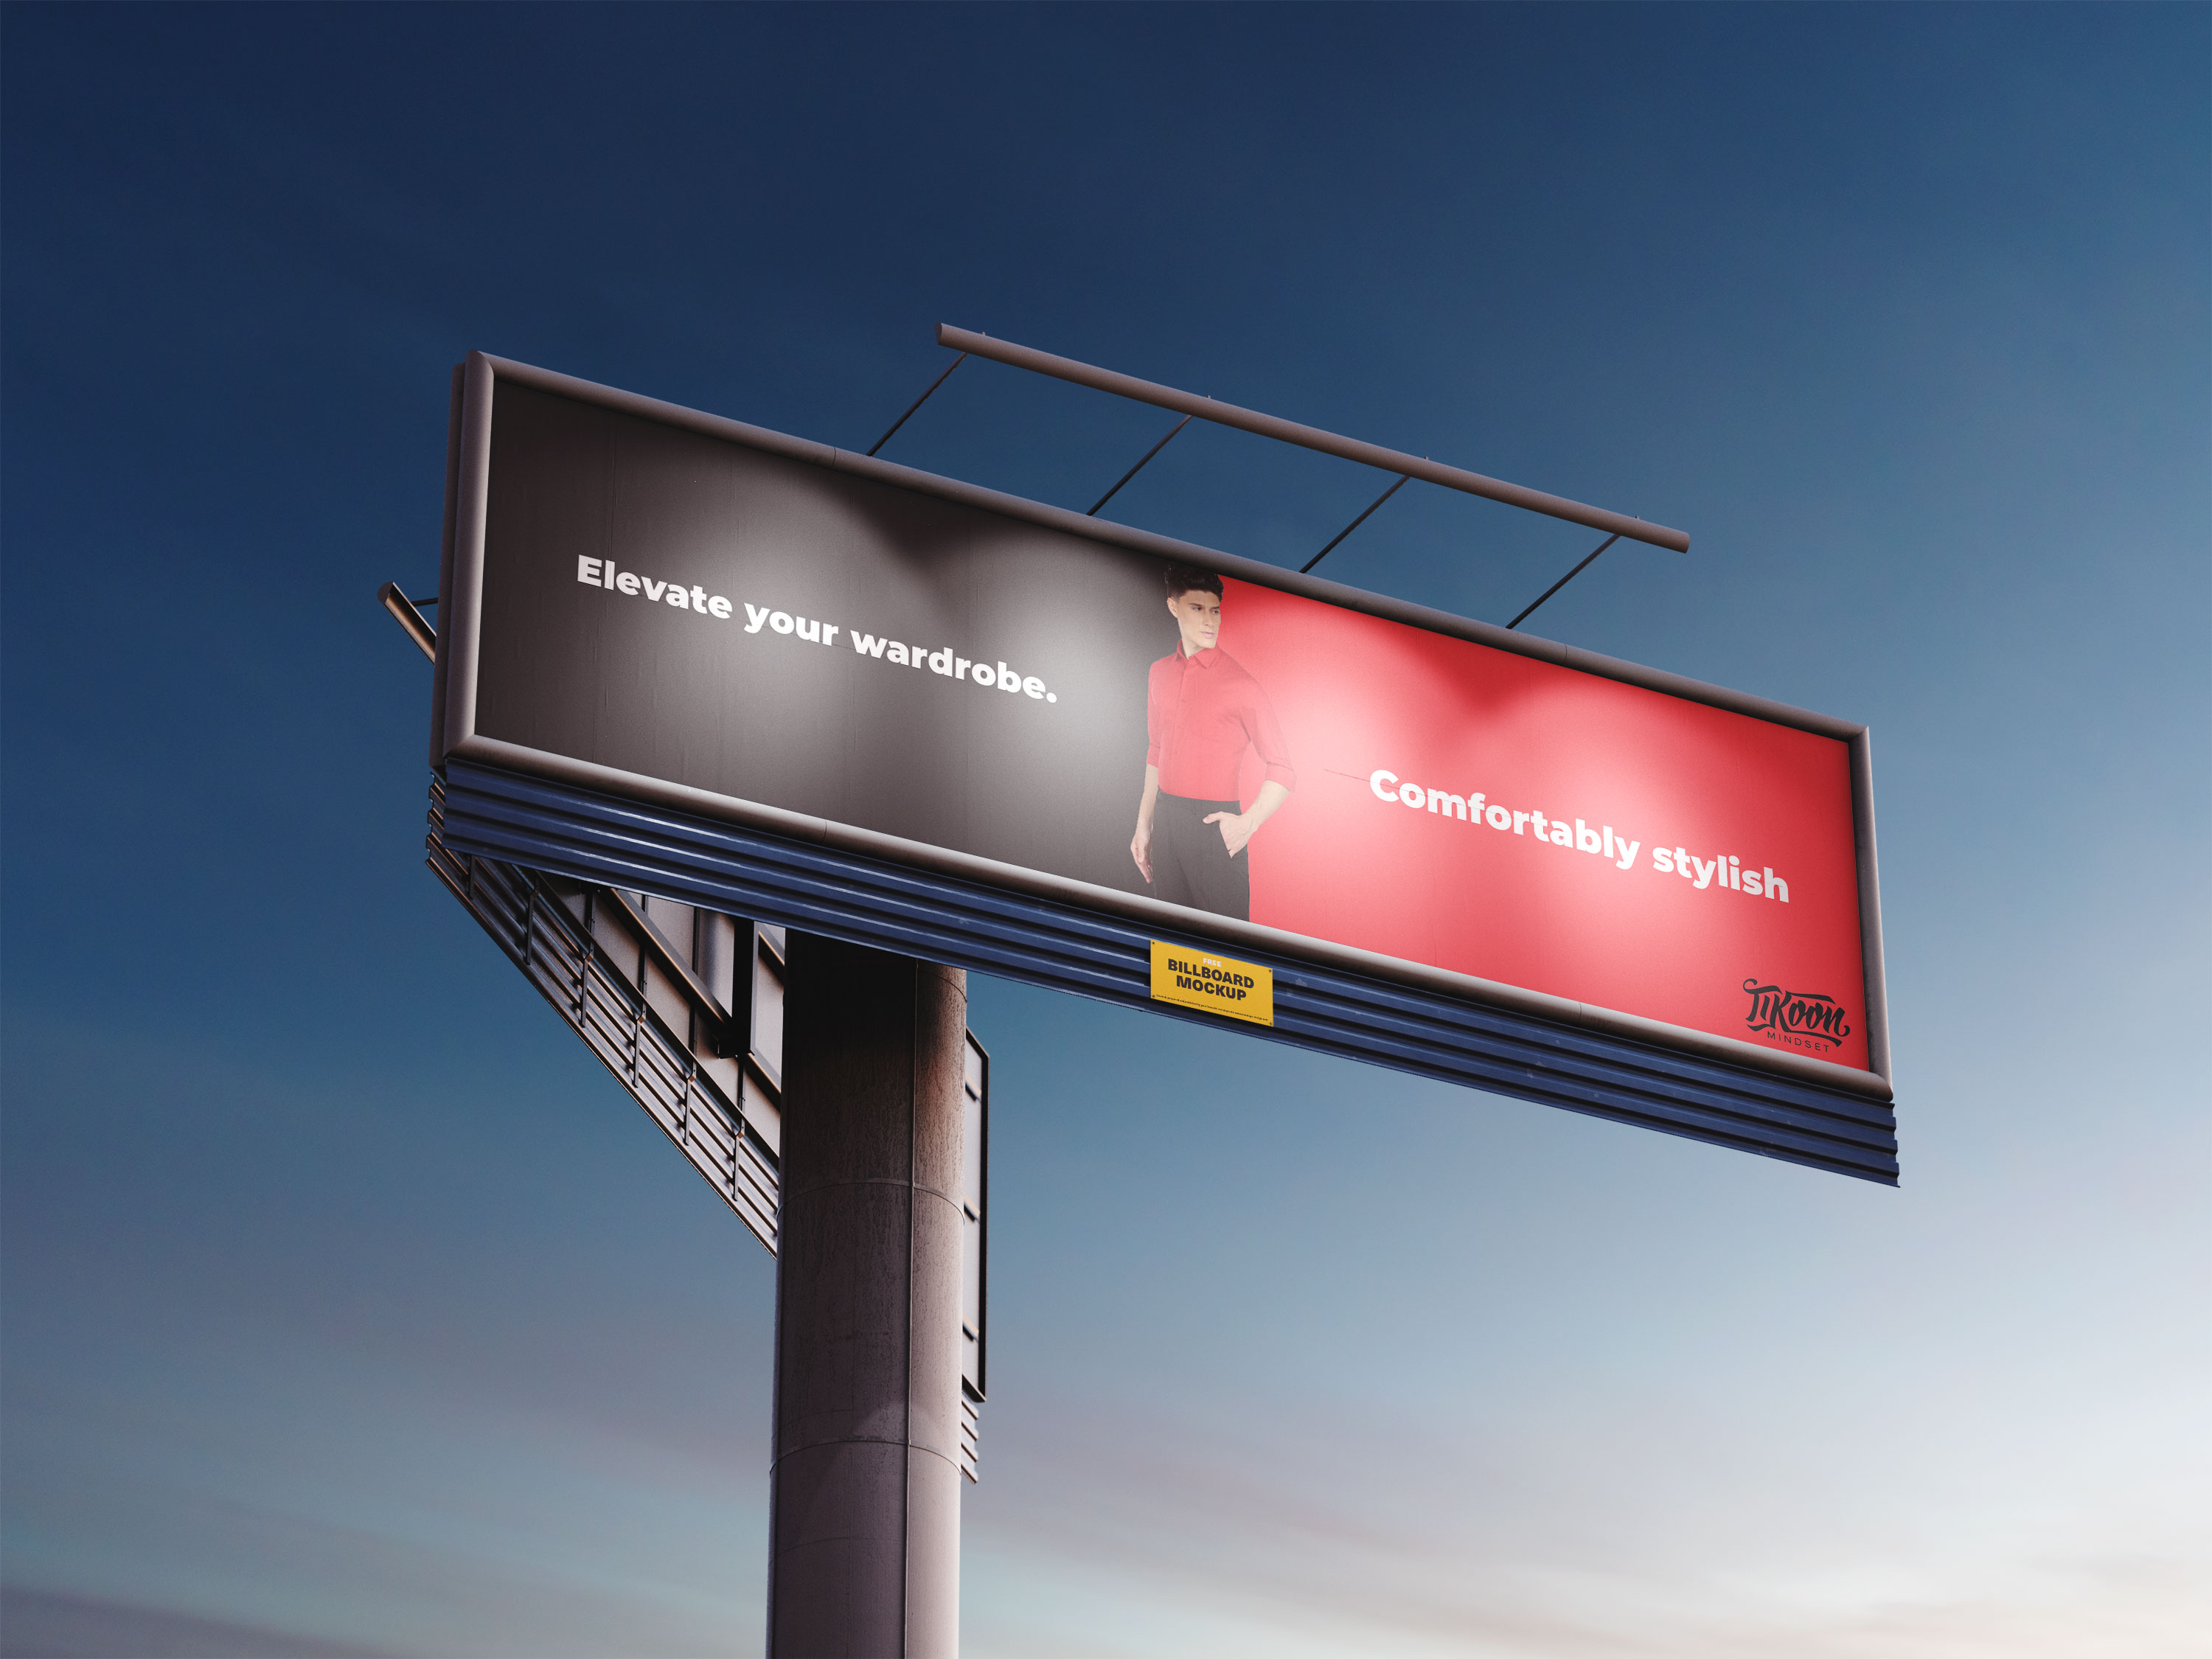 Elevate your wardrobe.
Comfortably stylish
TIKoon
MINDSET
FREE
BILLBOARD
MOCKUP